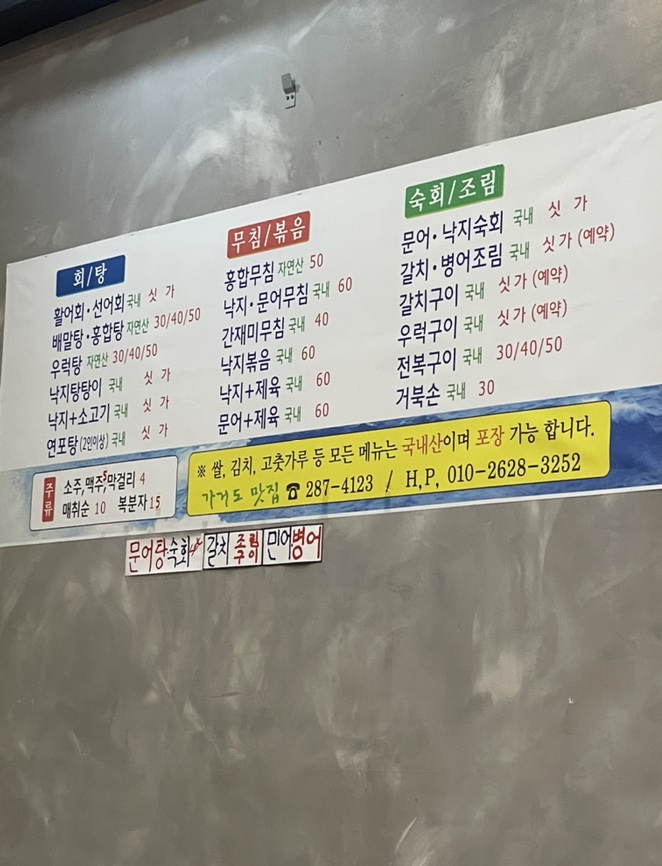 회/탕
활어회·선어회 국내 싯 가
배말탕·홍합탕 자연산 30/40/50
우럭탕 자연산 30/40/50
낙지탕탕이 국내 싯 가
낙지+소고기 국내 싯 가
연포탕(2인이상) 국내 싯 가
무침/볶음
홍합무침 자연산 50
낙지·문어무침 국내 60
간재미무침 국내 40
낙지볶음 국내 60
낙지+제육 국내 60
문어+제육 국내 60
숙회/조림
문어·낙지숙회 국내 싯 가
갈치·병어조림 국내 싯 가 (예약)
갈치구이 국내 싯 가 (예약)
우럭구이 국내 싯 가 (예약)
전복구이 국내 30/40/50
거북손 국내 30
주류
소주, 맥주 5, 막걸리 4
매취순 10 복분자 15
※ 쌀, 김치, 고춧가루 등 모든 메뉴는 국내산이며 포장 가능 합니다.
가거도 맛집 ☎ 287-4123 / H,P, 010-2628-3252
문어탕숙회 갈치 민어병어